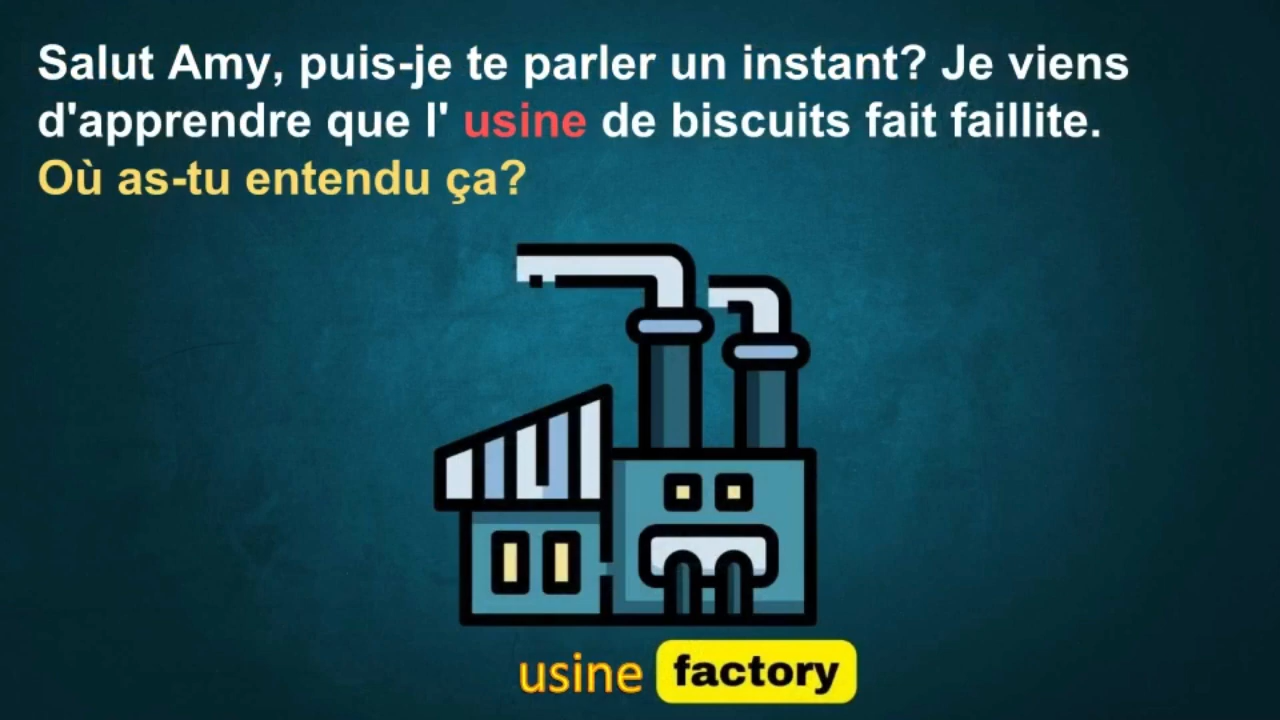 Salut Amy, puis-je te parler un instant? Je viens
d'apprendre que l' usine de biscuits fait faillite.
Où as-tu entendu ça?
usine factory